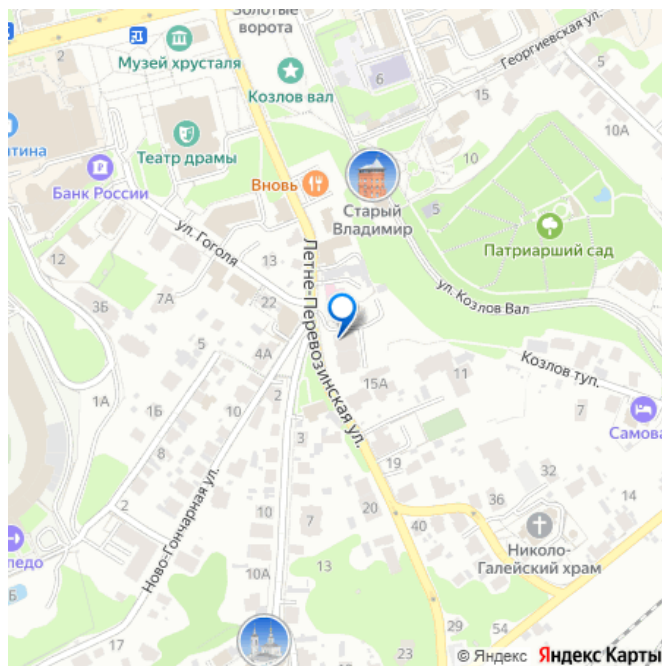 Золотые
ворота
2
Музей хрусталя
Козлов вал
6
Георгиевская ул.
5
15
10А
10
Театр драмы
Банк России
Вновь
Старый
Владимир
5
Патриарший сад
ул. Гоголя
12
13
Летне-Перевозинская ул.
ул. Козлов Вал
3Б
7А
22
5
4А
Козлов туп.
1А
1Б
10
2
15А
11
7
Самова
8
3
19
32
36
14
2
Ново-Гончарная ул.
7
20
40
Николо-
Галейский храм
ледо
Б
10А
13
17
23
29
54
© Яндекс Яндекс Карты